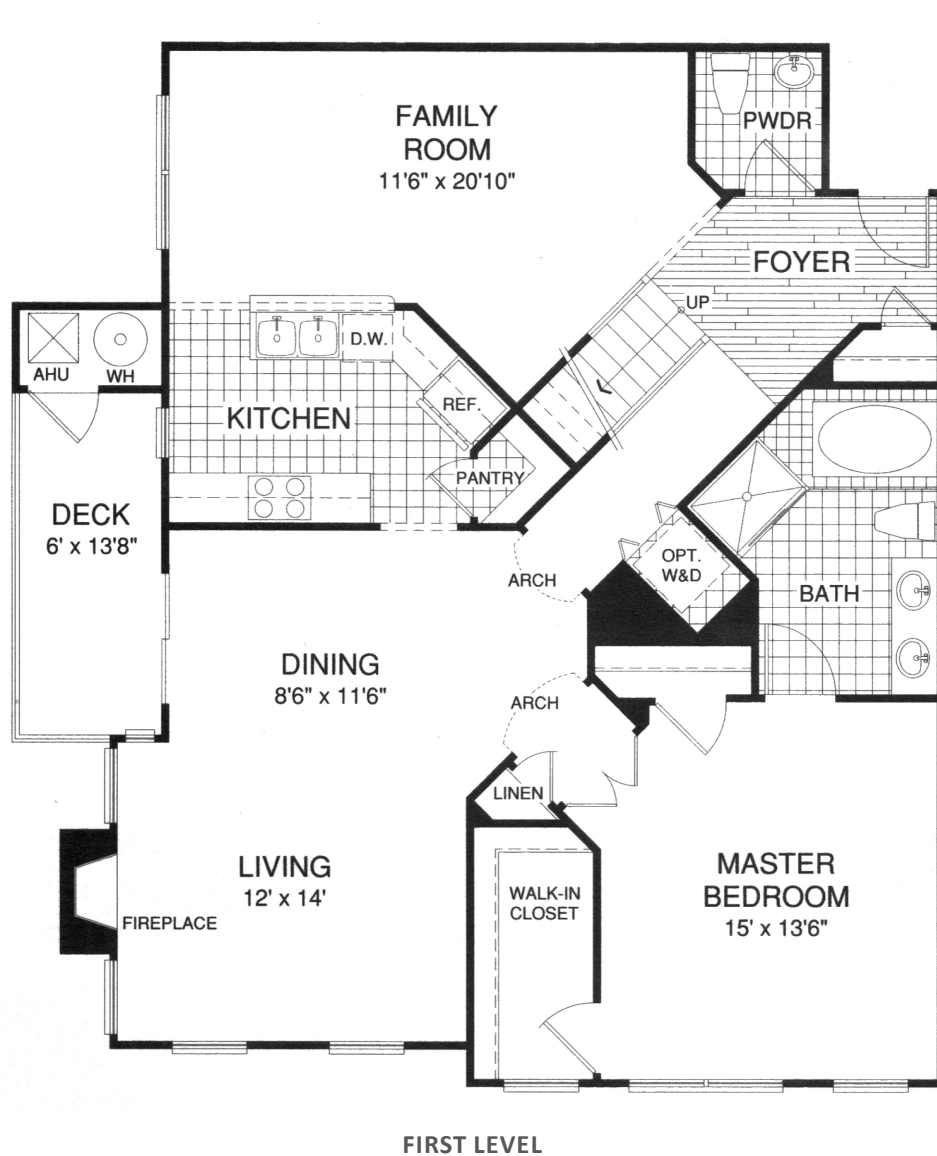 FAMILY
ROOM
11'6" x 20'10"
PWDR
FOYER
UP
D.W.
AHU
WH
REF.
KITCHEN
PANTRY
DECK
6' x 13'8"
OPT.
W&D
ARCH
BATH
DINING
8'6" x 11'6"
ARCH
LINEN
LIVING
12' x 14'
MASTER
BEDROOM
15' x 13'6"
WALK-IN
CLOSET
FIREPLACE
FIRST LEVEL